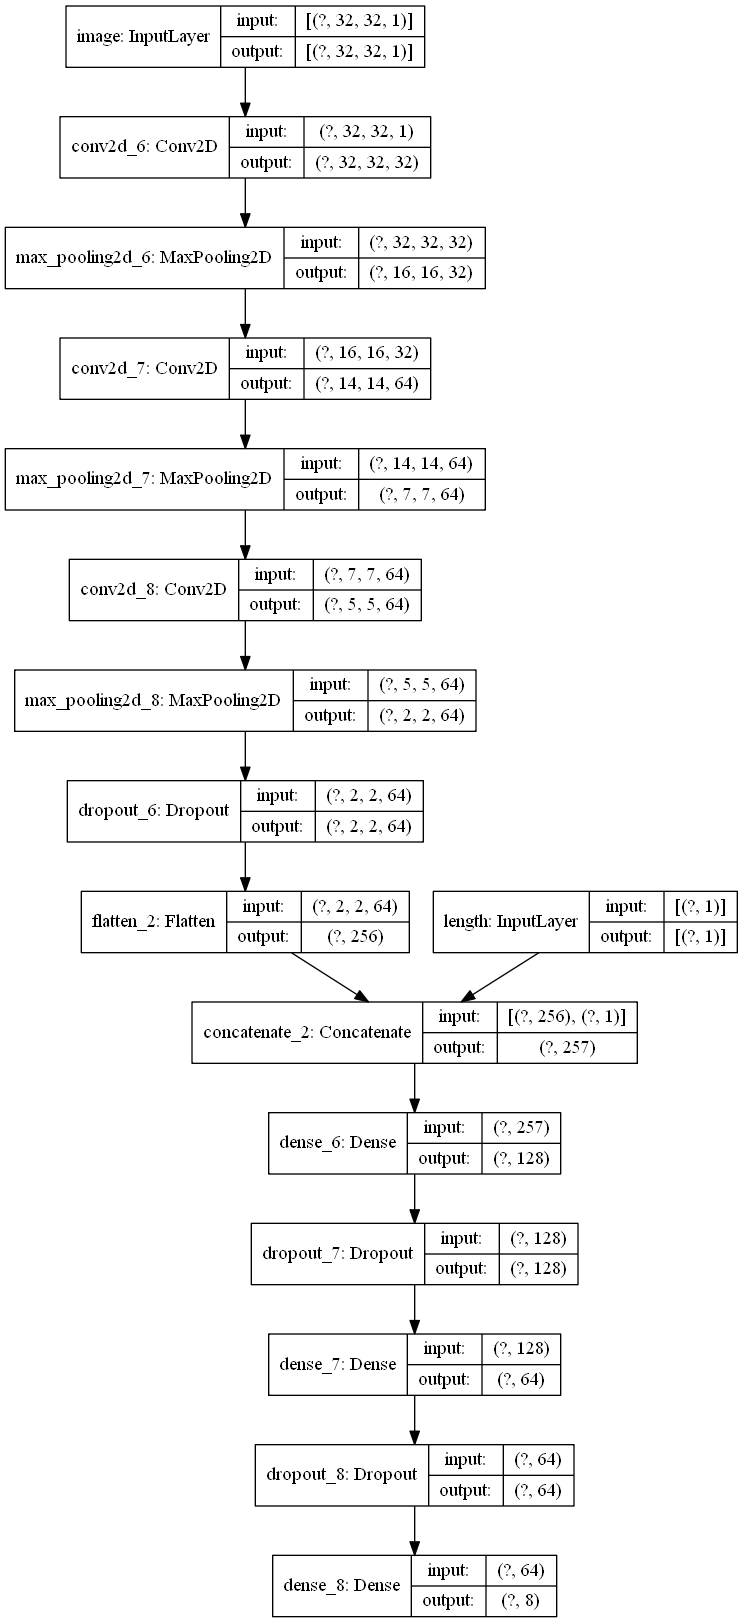 image: InputLayer
input: [(?, 32, 32, 1)]
output: [(?, 32, 32, 1)]
conv2d_6: Conv2D
input: (?, 32, 32, 1)
output: (?, 32, 32, 32)
max_pooling2d_6: MaxPooling2D
input: (?, 32, 32, 32)
output: (?, 16, 16, 32)
conv2d_7: Conv2D
input: (?, 16, 16, 32)
output: (?, 14, 14, 64)
max_pooling2d_7: MaxPooling2D
input: (?, 14, 14, 64)
output: (?, 7, 7, 64)
conv2d_8: Conv2D
input: (?, 7, 7, 64)
output: (?, 5, 5, 64)
max_pooling2d_8: MaxPooling2D
input: (?, 5, 5, 64)
output: (?, 2, 2, 64)
dropout_6: Dropout
input: (?, 2, 2, 64)
output: (?, 2, 2, 64)
flatten_2: Flatten
input: (?, 2, 2, 64)
output: (?, 256)
length: InputLayer
input: [(?, 1)]
output: [(?, 1)]
concatenate_2: Concatenate
input: [(?, 256), (?, 1)]
output: (?, 257)
dense_6: Dense
input: (?, 257)
output: (?, 128)
dropout_7: Dropout
input: (?, 128)
output: (?, 128)
dense_7: Dense
input: (?, 128)
output: (?, 64)
dropout_8: Dropout
input: (?, 64)
output: (?, 64)
dense_8: Dense
input: (?, 64)
output: (?, 8)